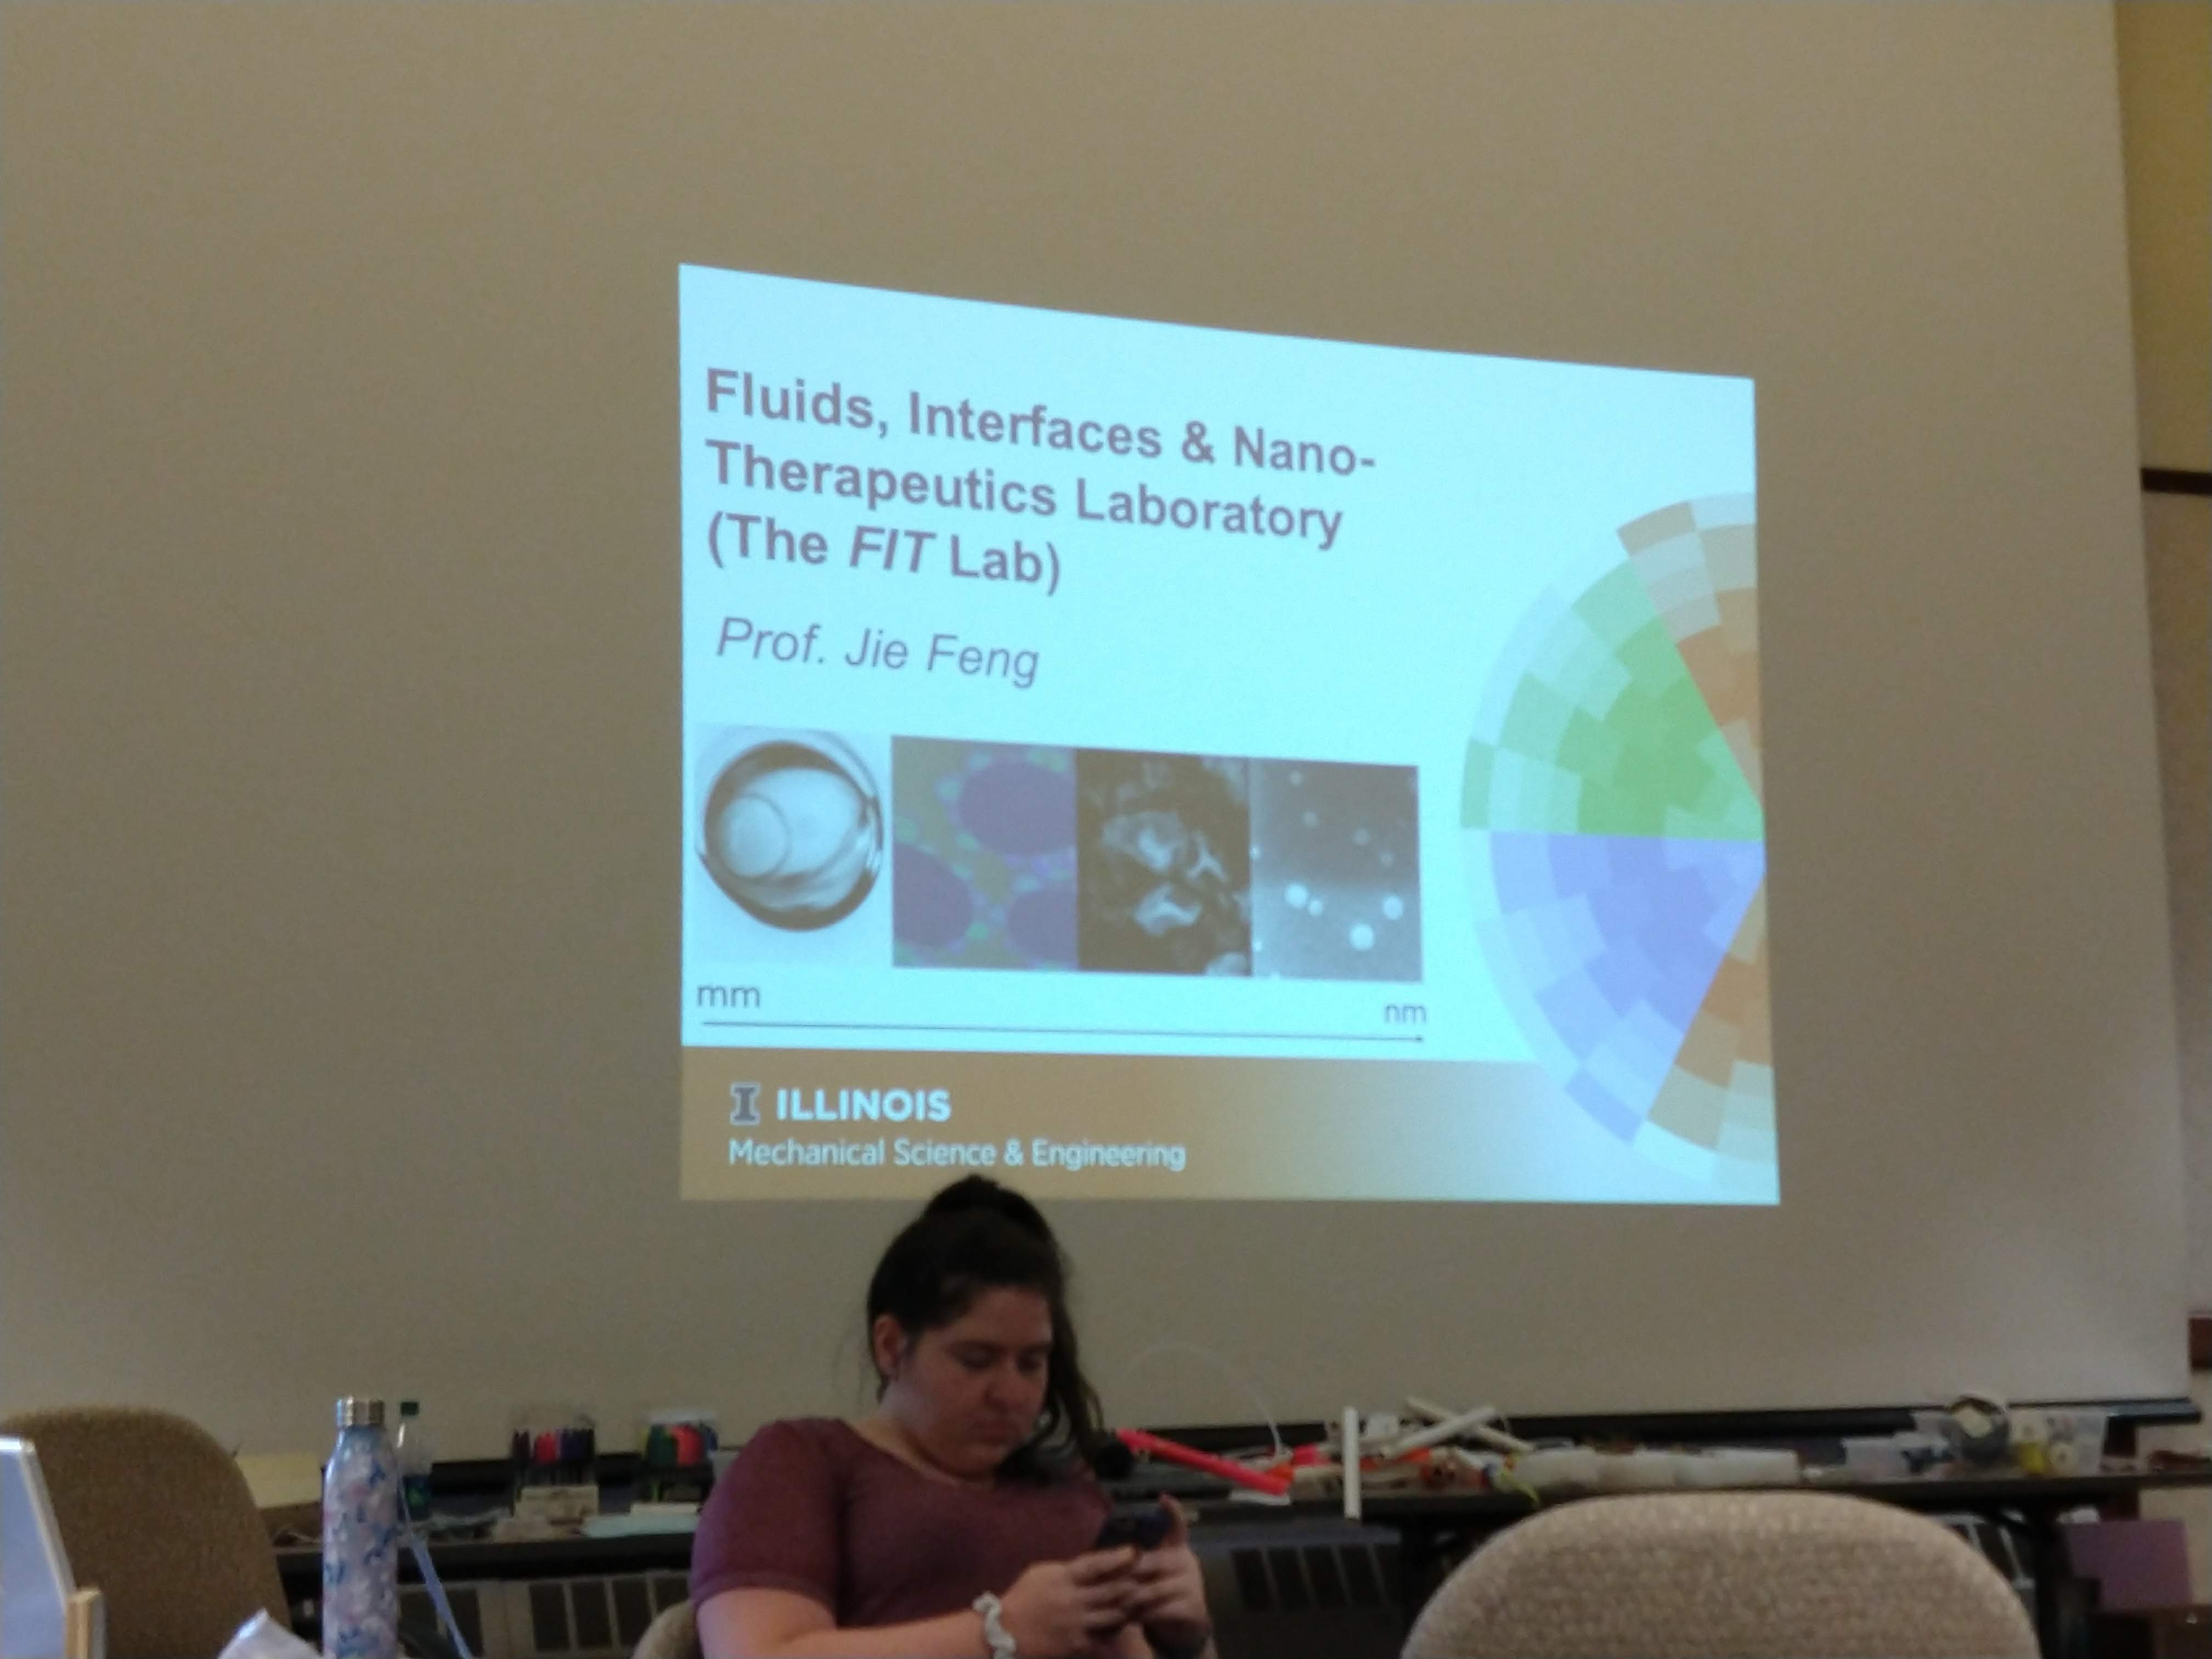 Fluids, Interfaces & Nano-
Therapeutics Laboratory
(The FIT Lab)
Prof. Jie Feng
mm
nm
I ILLINOIS
Mechanical Science & Engineering